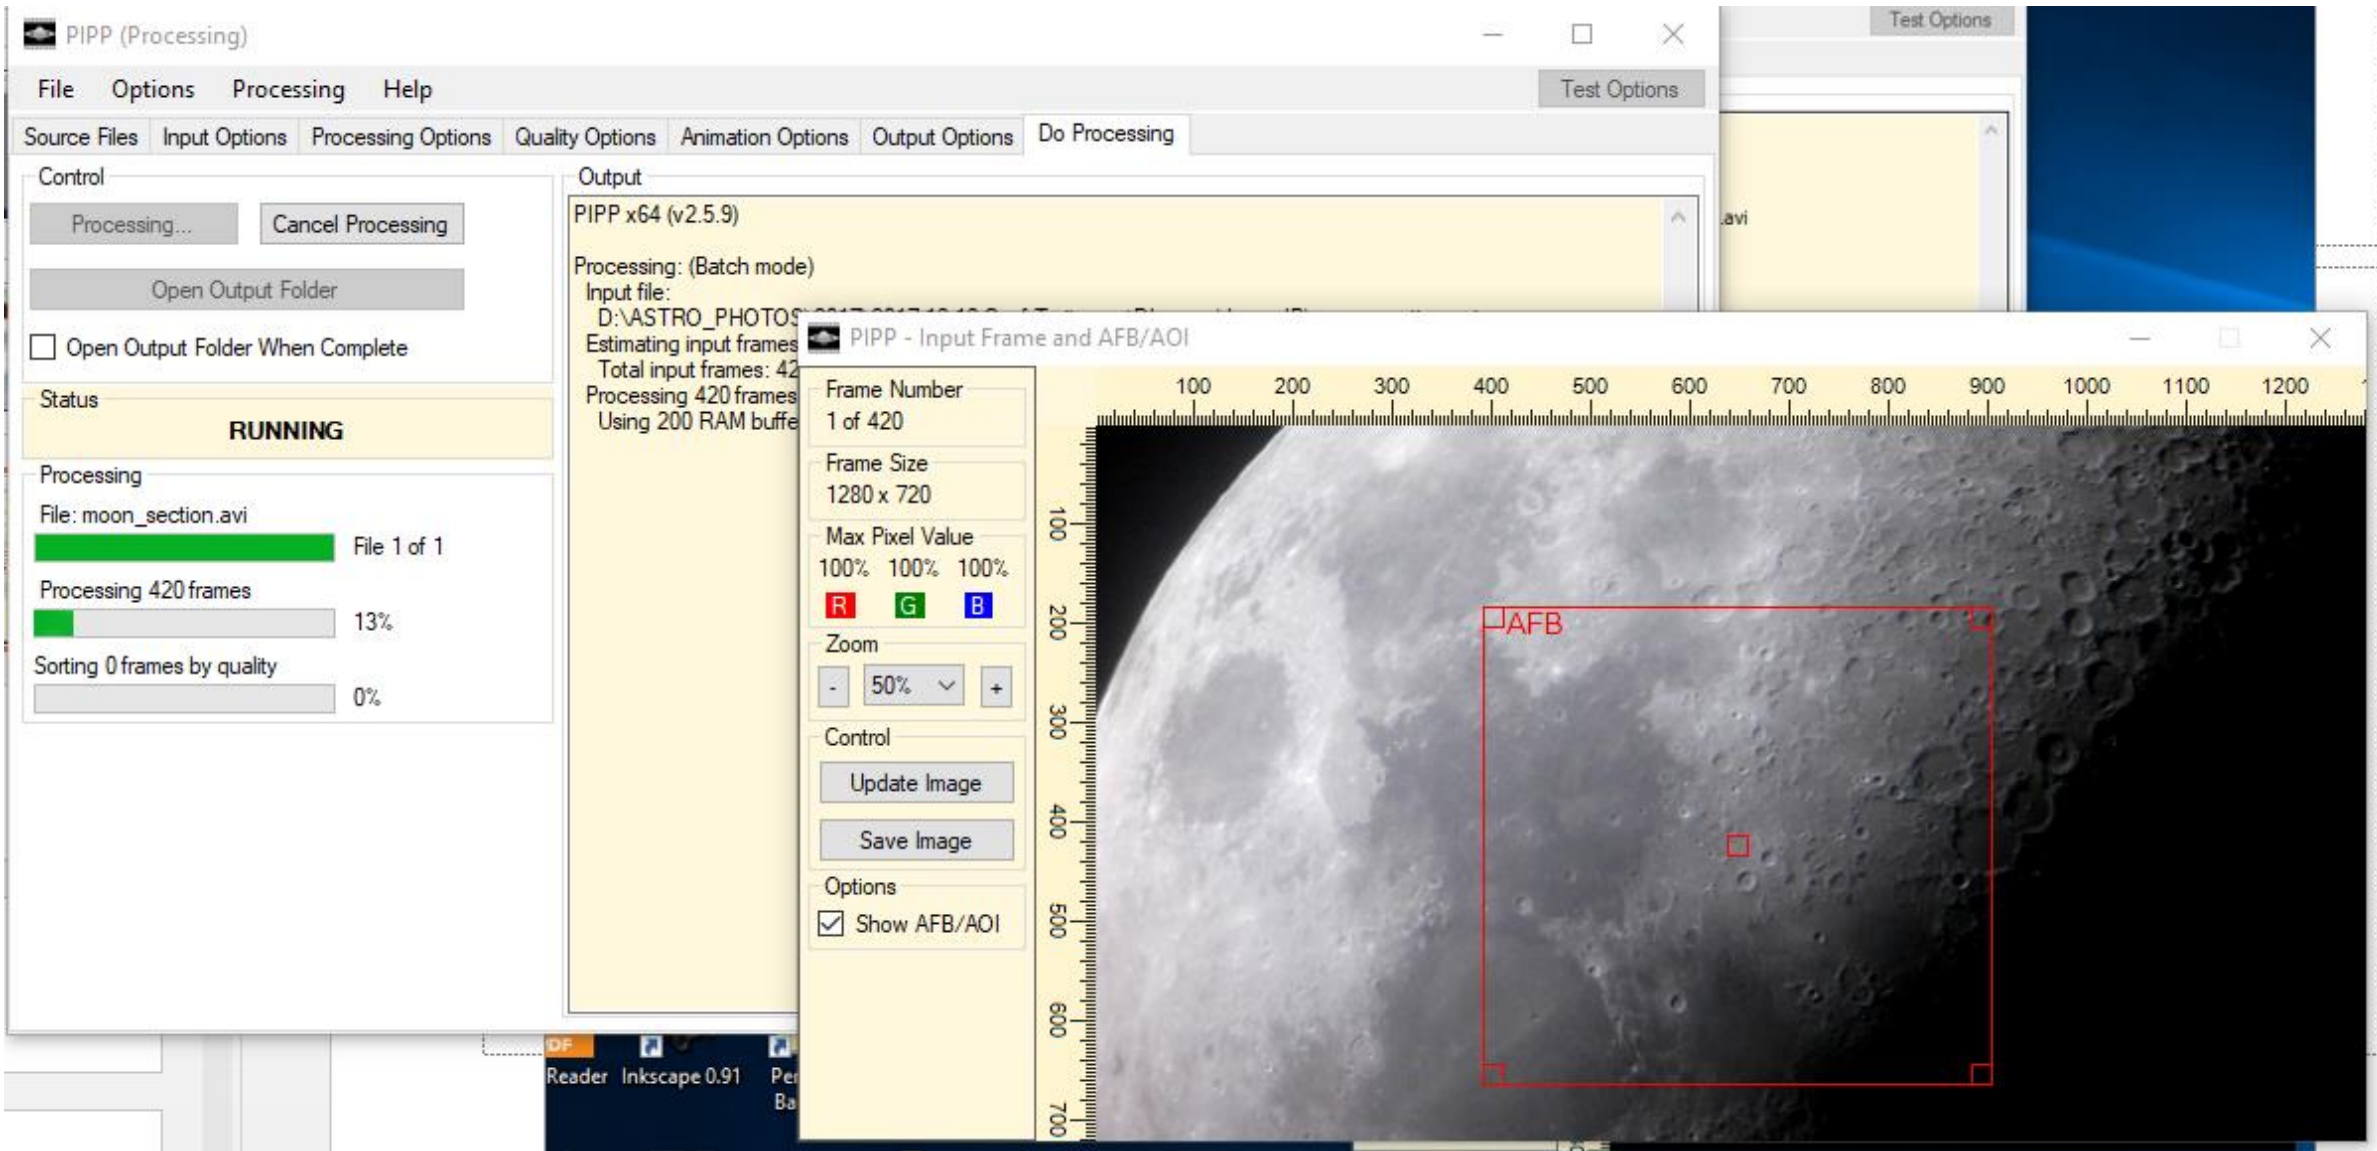 PIPP (Processing)
File Options Processing Help
Test Options
Test Options
Source Files Input Options Processing Options Quality Options Animation Options Output Options Do Processing
Control
Processing...
Cancel Processing
Open Output Folder
Open Output Folder When Complete
Status
RUNNING
Processing
File: moon_section.avi
File 1 of 1
Processing 420 frames
13%
Sorting 0 frames by quality
0%
Output
PIPP x64 (v2.5.9)
Processing: (Batch mode)
Input file:
D:\ASTRO_PHOTOS
Estimating input frames
Total input frames: 42
Processing 420 frames
Using 200 RAM buffe
.avi
PIPP - Input Frame and AFB/AOI
Frame Number
1 of 420
Frame Size
1280 x 720
Max Pixel Value
100% 100% 100%
R G B
Zoom
- 50% +
Control
Update Image
Save Image
Options
Show AFB/AOI
100 200 300 400 500 600 700 800 900 1000 1100 1200
100
200
300
400
500
600
700
AFB
DF
Reader
Inkscape 0.91
Per
Ba